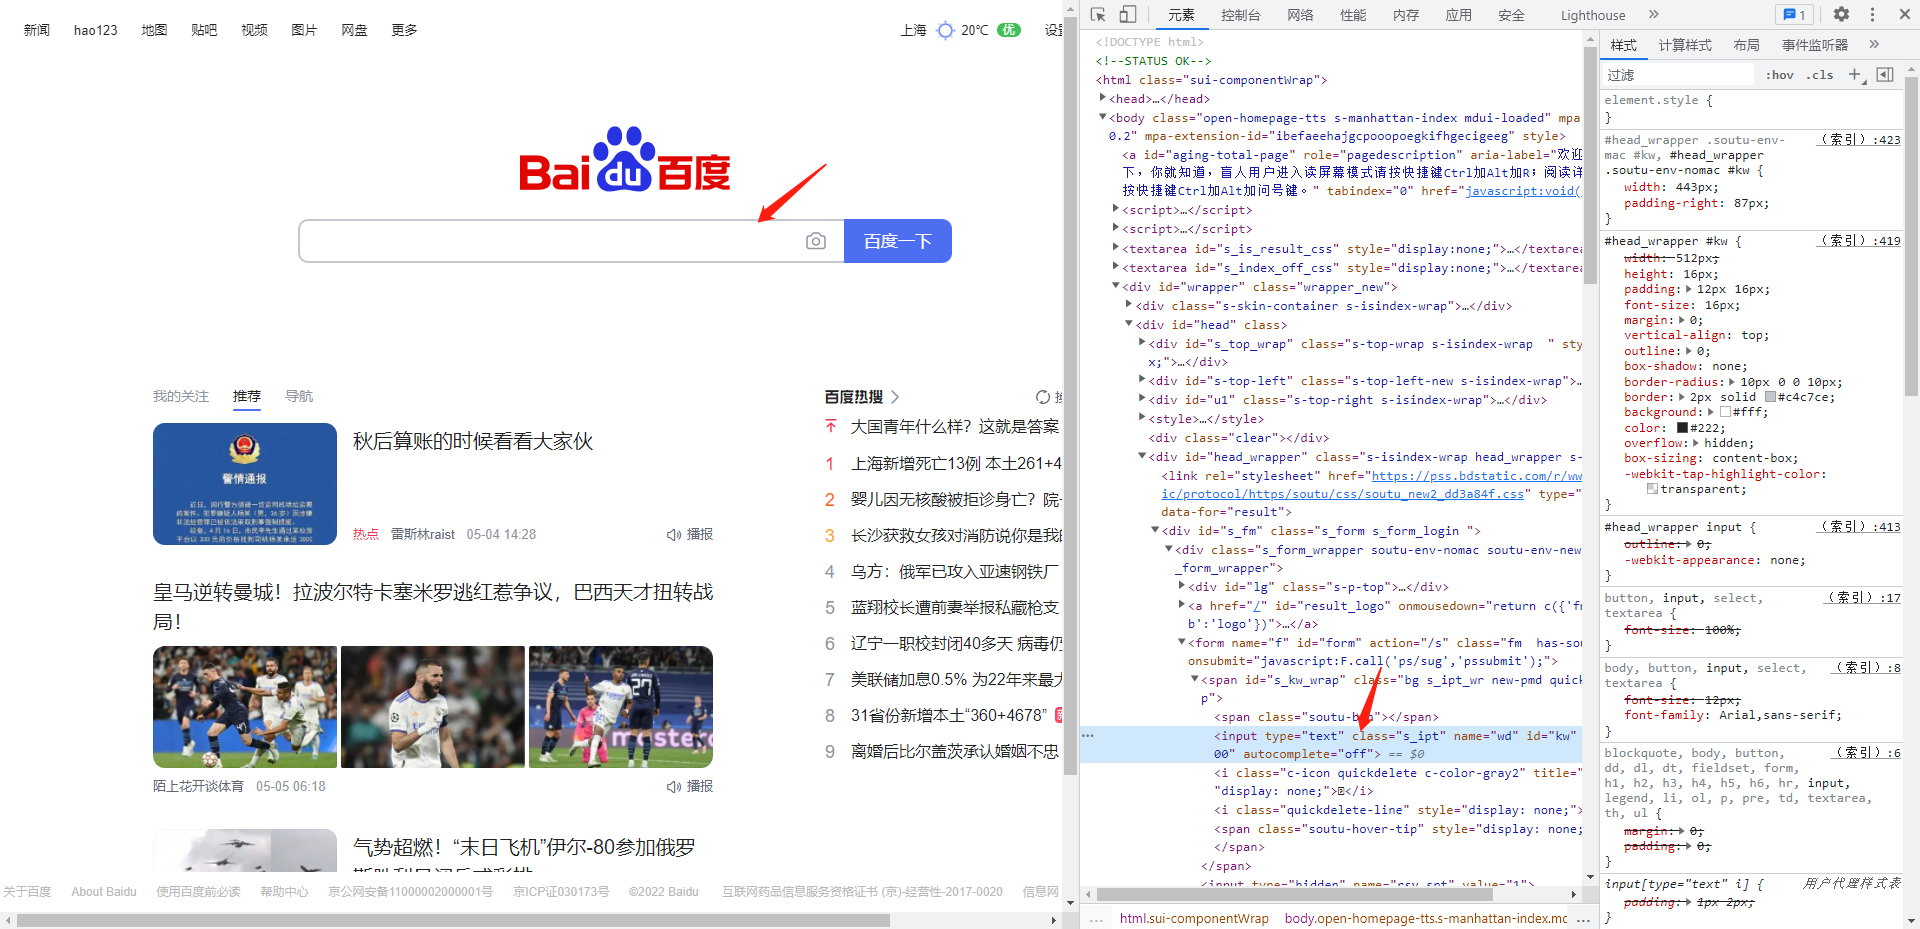 新闻 hao123 地图 贴吧 视频 图片 网盘 更多
上海 20℃ 优
Bai du 百度
百度一下
我的关注 推荐 导航
警情通报
秋后算账的时候看看大家伙
热点 雷斯林raist 05-04 14:28 播报
皇马逆转曼城！拉波尔特卡塞米罗逃红惹争议，巴西天才扭转战
局！
陌上花开谈体育 05-05 06:18 播报
气势超燃！“末日飞机”伊尔-80参加俄罗
百度热搜
大国青年什么样？这就是答案
1 上海新增死亡13例 本土261+4
2 婴儿因无核酸被拒诊身亡？院
3 长沙获救女孩对消防说你是我
4 乌方：俄军已攻入亚速钢铁厂
5 蓝翔校长遭前妻举报私藏枪支
6 辽宁一职校封闭40多天 病毒仍
7 美联储加息0.5% 为22年来最大
8 31省份新增本土“360+4678”
9 离婚后比尔盖茨承认婚姻不忠
关于百度 About Baidu 使用百度前必读 帮助中心 京公网安备11000002000001号 京ICP证030173号 ©2022 Baidu 互联网药品信息服务资格证书 (京)-经营性-2017-0020 信息网
元素 控制台 网络 性能 内存 应用 安全 Lighthouse » 1
<!DOCTYPE html>
<!--STATUS OK-->
<html class="sui-componentWrap">
<head>…</head>
<body class="open-homepage-tts s-manhattan-index mdui-loaded" mpa
0.2" mpa-extension-id="ibefaeehajgcpooopoegkifhgecigeeg" style>
<a id="aging-total-page" role="pagedescription" aria-label="欢迎
下，你就知道，盲人用户进入读屏幕模式请按快捷键Ctrl加Alt加R；阅读详
按快捷键Ctrl加Alt加问号键。" tabindex="0" href="javascript:void(
<script>…</script>
<script>…</script>
<textarea id="s_is_result_css" style="display:none;">…</textarea
<textarea id="s_index_off_css" style="display:none;">…</textarea
<div id="wrapper" class="wrapper_new">
<div class="s-skin-container s-isindex-wrap">…</div>
<div id="head" class>
<div id="s_top_wrap" class="s-top-wrap s-isindex-wrap  " sty
x;">…</div>
<div id="s-top-left" class="s-top-left-new s-isindex-wrap">…
<div id="u1" class="s-top-right s-isindex-wrap">…</div>
<style>…</style>
<div class="clear"></div>
<div id="head_wrapper" class="s-isindex-wrap head_wrapper s-
<link rel="stylesheet" href="https://pss.bdstatic.com/r/ww
ic/protocol/https/soutu/css/soutu_new2_dd3a84f.css" type="
data-for="result">
<div id="s_fm" class="s_form s_form_login ">
<div class="s_form_wrapper soutu-env-nomac soutu-env-new
_form_wrapper">
<div id="lg" class="s-p-top">…</div>
<a href="/" id="result_logo" onmousedown="return c({'fm
b':'logo'})">…</a>
<form name="f" id="form" action="/s" class="fm  has-sou
onsubmit="javascript:F.call('ps/sug','pssubmit');">
<span id="s_kw_wrap" class="bg s_ipt_wr new-pmd quick
p">
<span class="soutu-b"></span>
<input type="text" class="s_ipt" name="wd" id="kw"
00" autocomplete="off"> == $0
<i class="c-icon quickdelete c-color-gray2" title="
"display: none;"></i>
<i class="quickdelete-line" style="display: none;">
<span class="soutu-hover-tip" style="display: none;
</span>
</span>
<input type="hidden" name="rsv_spt" value="1">
… html.sui-componentWrap body.open-homepage-tts.s-manhattan-index.mc …
样式 计算样式 布局 事件监听器 »
过滤 :hov .cls +
element.style {
}
#head_wrapper .soutu-env- （索引）:423
mac #kw, #head_wrapper
.soutu-env-nomac #kw {
width: 443px;
padding-right: 87px;
}
#head_wrapper #kw { （索引）:419
width: 512px;
height: 16px;
padding: 12px 16px;
font-size: 16px;
margin: 0;
vertical-align: top;
outline: 0;
box-shadow: none;
border-radius: 10px 0 0 10px;
border: 2px solid #c4c7ce;
background: #fff;
color: #222;
overflow: hidden;
box-sizing: content-box;
-webkit-tap-highlight-color:
transparent;
}
#head_wrapper input { （索引）:413
outline: 0;
-webkit-appearance: none;
}
button, input, select, （索引）:17
textarea {
font-size: 100%;
}
body, button, input, select, （索引）:8
textarea {
font-size: 12px;
font-family: Arial,sans-serif;
}
blockquote, body, button, （索引）:6
dd, dl, dt, fieldset, form,
h1, h2, h3, h4, h5, h6, hr, input,
legend, li, ol, p, pre, td, textarea,
th, ul {
margin: 0;
padding: 0;
}
input[type="text" i] { 用户代理样式表
padding: 1px 2px;
}